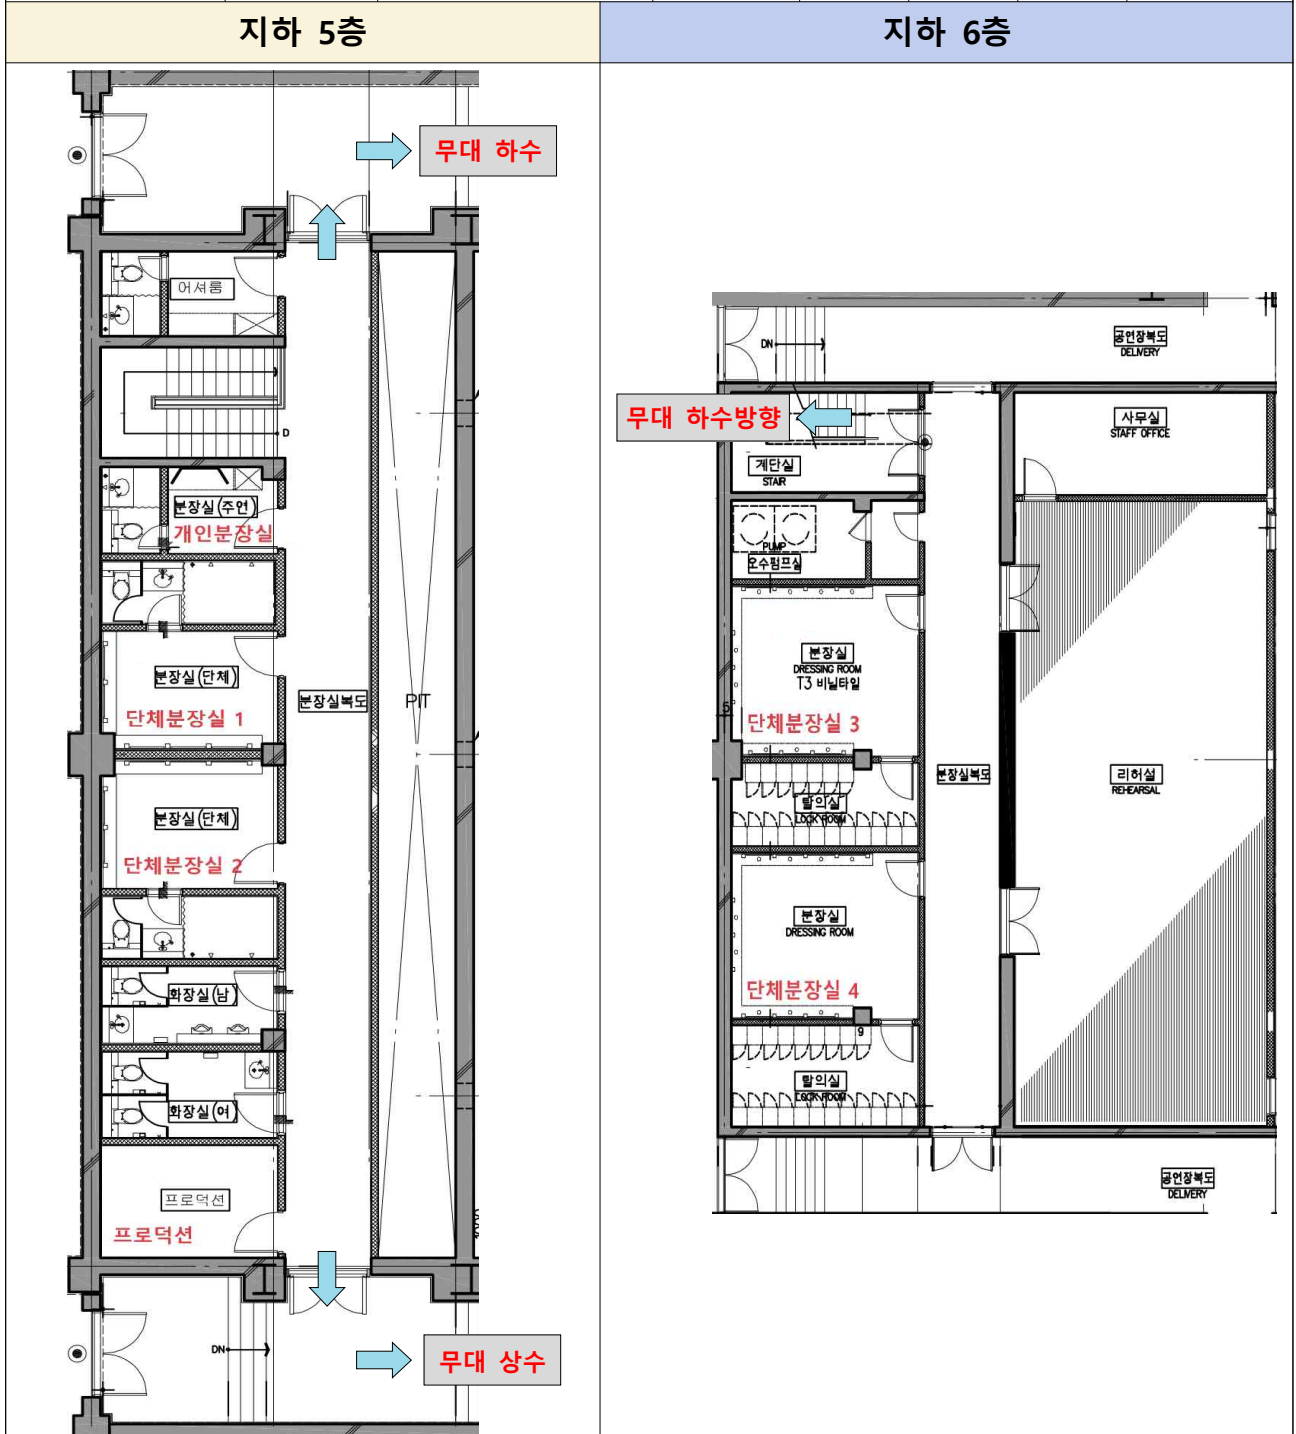 지하 5층
지하 6층
무대 하수
어셔룸
D
분장실(주연)
개인분장실
분장실(단체)
단체분장실 1
분장실복도
PIT
분장실(단체)
단체분장실 2
화장실(남)
화장실(여)
프로덕션
프로덕션
DN
무대 상수
DN
공연장복도
DELIVERY
무대 하수방향
사무실
STAFF OFFICE
계단실
STAIR
PUMP
오수펌프실
분장실
DRESSING ROOM
T3 비닐타일
5
단체분장실 3
탈의실
LOCK ROOM
분장실복도
리허설
REHEARSAL
분장실
DRESSING ROOM
단체분장실 4
9
탈의실
LOCK ROOM
공연장복도
DELIVERY